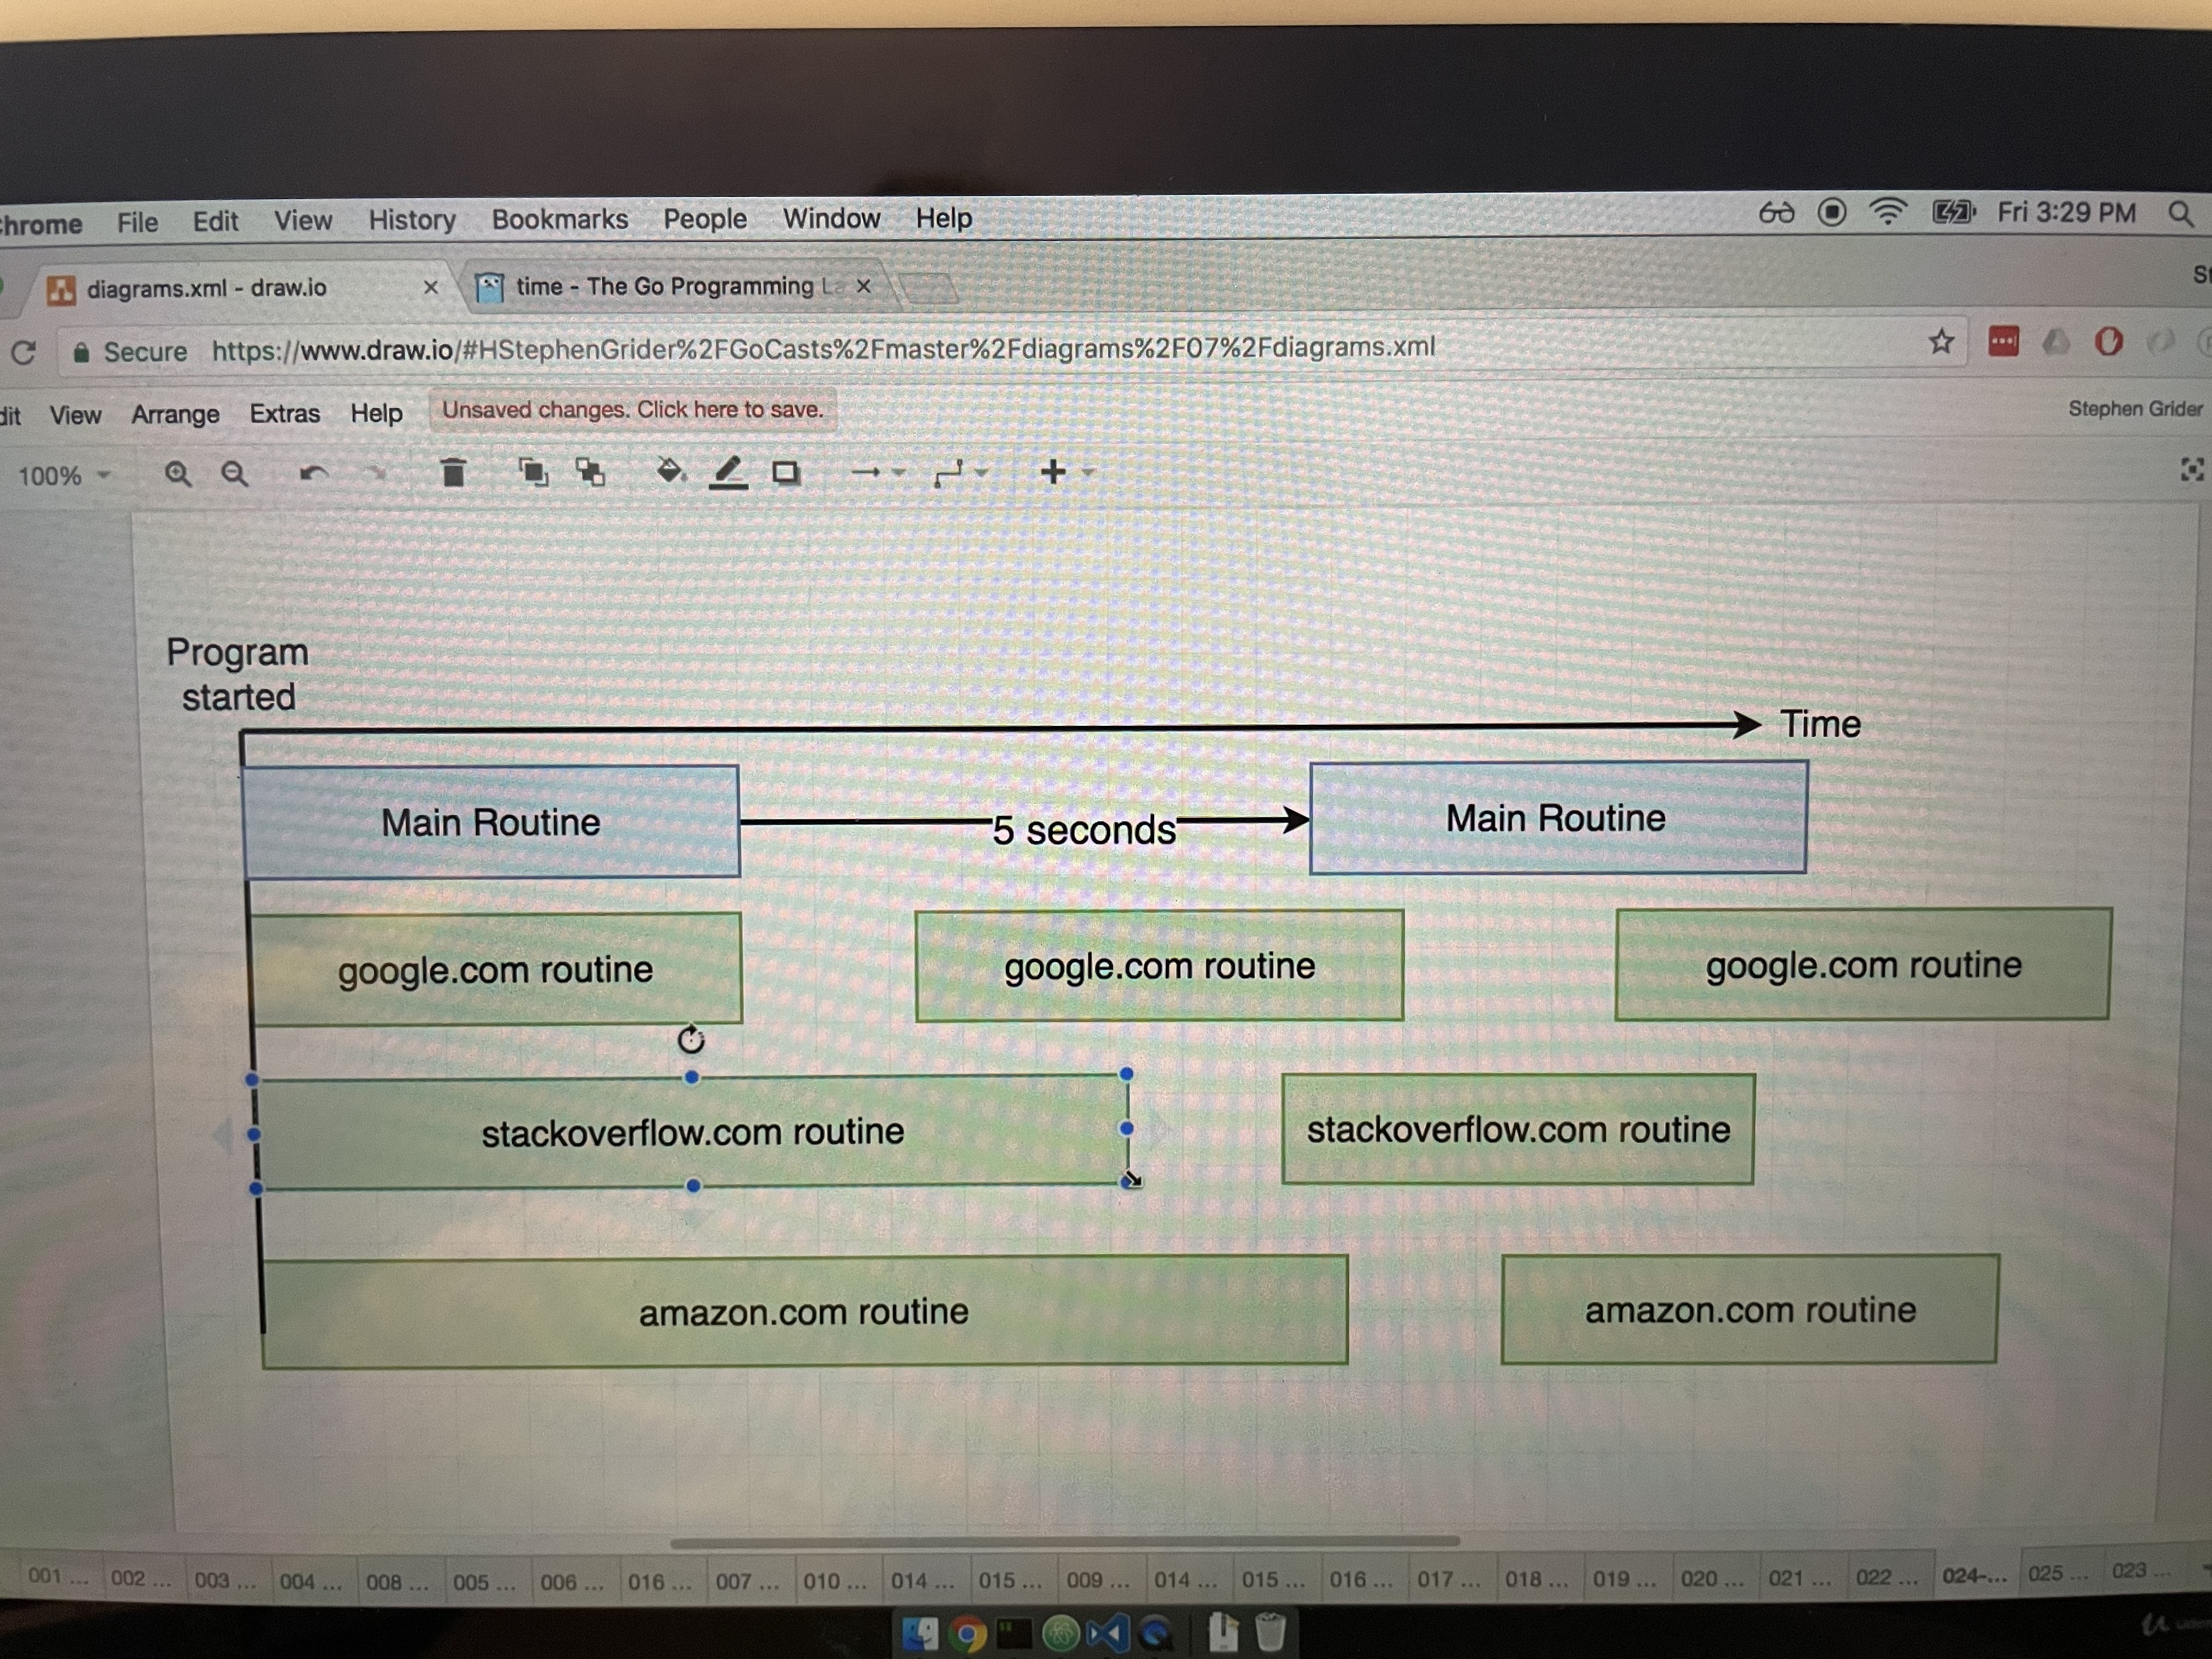 File Edit View History Bookmarks People Window Help Fri 3:29 PM
diagrams.xml - draw.io time - The Go Programming
Secure https://www.draw.io/#HStephenGrider%2FGoCasts%2Fmaster%2Fdiagrams%2F07%2Fdiagrams.xml
View Arrange Extras Help Unsaved changes. Click here to save. Stephen Grider
100%
Program
started
Time
Main Routine 5 seconds Main Routine
google.com routine google.com routine google.com routine
stackoverflow.com routine stackoverflow.com routine
amazon.com routine amazon.com routine
001 ... 002 ... 003 ... 004 ... 008 ... 005 ... 006 ... 016 ... 007 ... 010 ... 014 ... 015 ... 009 ... 014 ... 015 ... 016 ... 017 ... 018 ... 019 ... 020 ... 021 ... 022 ... 024-... 025 ... 023 ...